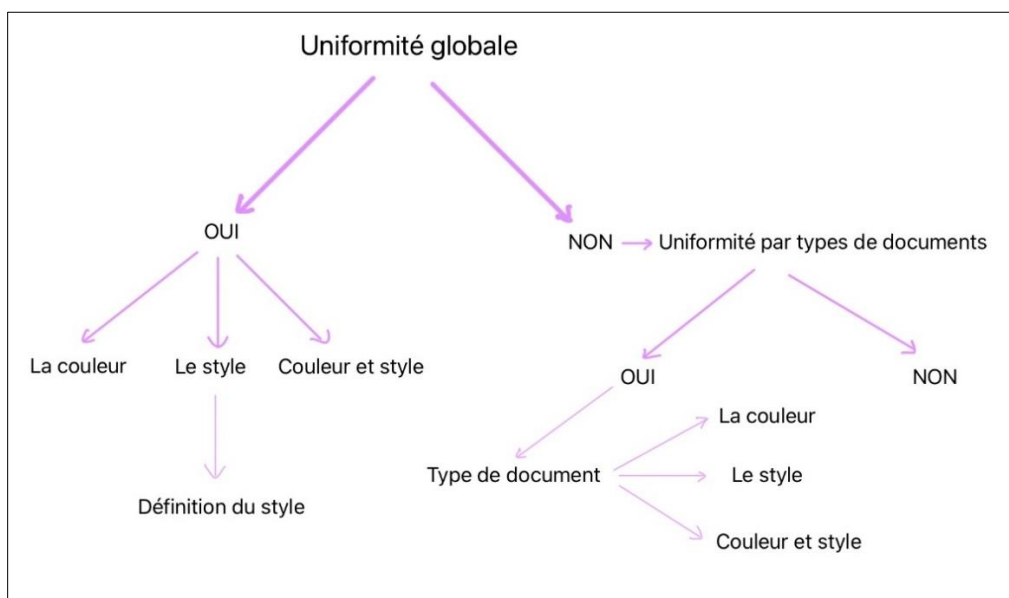 Uniformité globale
OUI
NON
Uniformité par types de documents
La couleur
Le style
Couleur et style
OUI
NON
La couleur
Type de document
Le style
Définition du style
Couleur et style